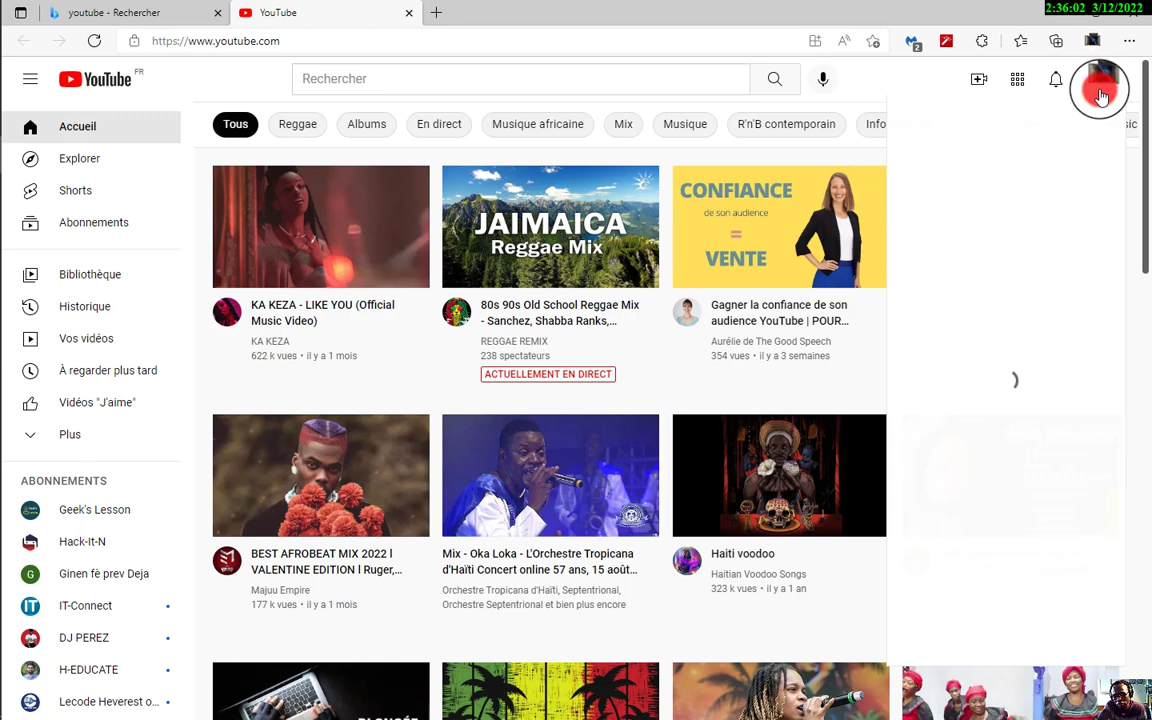 youtube - Rechercher
YouTube
2:36:02 3/12/2022
https://www.youtube.com
2
YouTube FR
Rechercher
Accueil
Explorer
Shorts
Abonnements
Bibliothèque
Historique
Vos vidéos
À regarder plus tard
Vidéos "J'aime"
Plus
ABONNEMENTS
Geek's Lesson
Hack-It-N
G
Ginen fè prev Deja
IT
IT-Connect
DJ PEREZ
H-EDUCATE
Lecode Heverest o...
Tous
Reggae
Albums
En direct
Musique africaine
Mix
Musique
R'n'B contemporain
Info
sic
JAIMAICA
Reggae Mix
CONFIANCE
de son audience
=
VENTE
KA KEZA - LIKE YOU (Official
Music Video)
KA KEZA
622 k vues • il y a 1 mois
80s 90s Old School Reggae Mix
- Sanchez, Shabba Ranks,...
REGGAE REMIX
238 spectateurs
ACTUELLEMENT EN DIRECT
Gagner la confiance de son
audience YouTube | POUR...
Aurélie de The Good Speech
354 vues • il y a 3 semaines
BEST AFROBEAT MIX 2022 l
VALENTINE EDITION l Ruger,...
Majuu Empire
177 k vues • il y a 1 mois
Mix - Oka Loka - L'Orchestre Tropicana
d'Haïti Concert online 57 ans, 15 août...
Orchestre Tropicana d'Haïti, Septentrional,
Orchestre Septentrional et bien plus encore
Haiti voodoo
Haitian Voodoo Songs
323 k vues • il y a 1 an